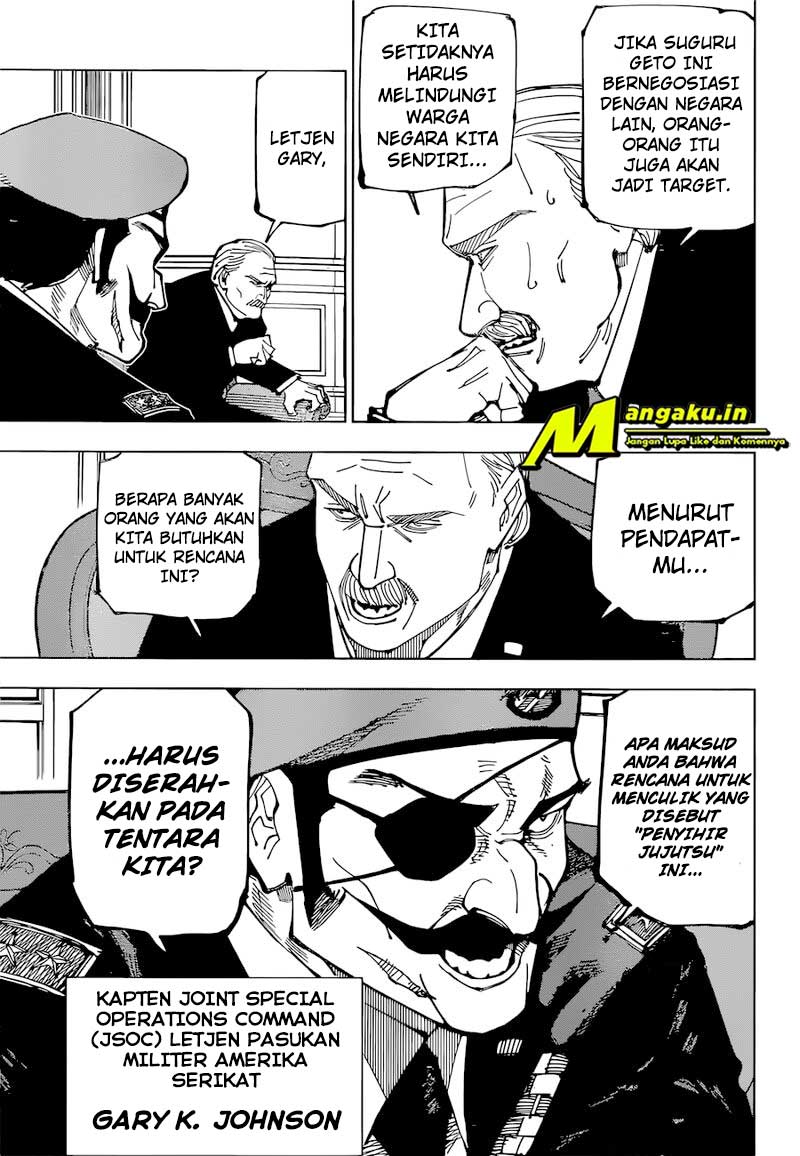 JIKA SUGURU
GETO INI
BERNEGOSIASI
DENGAN NEGARA
LAIN, ORANG-
ORANG ITU
JUGA AKAN
JADI TARGET.
KITA
SETIDAKNYA
HARUS
MELINDUNGI
WARGA
NEGARA KITA
SENDIRI...
LETJEN
GARY,
Mangaku.in
Jangan Lupa Like dan Komennya
MENURUT
PENDAPAT-
MU...
BERAPA BANYAK
ORANG YANG AKAN
KITA BUTUHKAN
UNTUK RENCANA
INI?
APA MAKSUD
ANDA BAHWA
RENCANA UNTUK
MENCULIK YANG
DISEBUT
"PENYIHIR
JUJUTSU"
INI...
...HARUS
DISERAH-
KAN PADA
TENTARA
KITA?
KAPTEN JOINT SPECIAL
OPERATIONS COMMAND
(JSOC) LETJEN PASUKAN
MILITER AMERIKA
SERIKAT
GARY K. JOHNSON